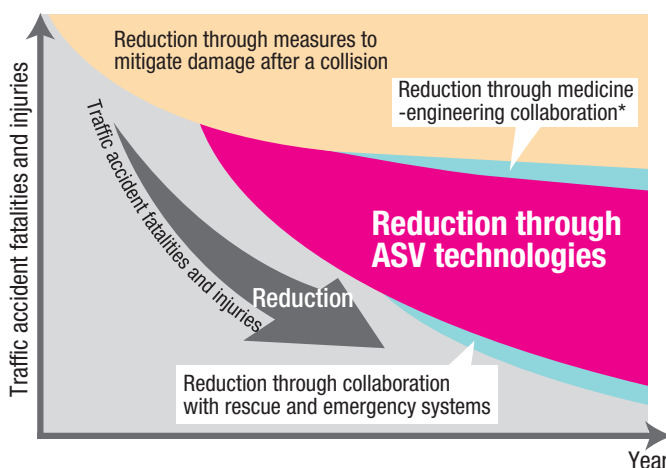 Reduction through measures to
mitigate damage after a collision
Reduction through medicine
-engineering collaboration*
Traffic accident fatalities and injuries
Traffic accident fatalities and injuries
Reduction through
ASV technologies
Reduction
Reduction through collaboration
with rescue and emergency systems
Year